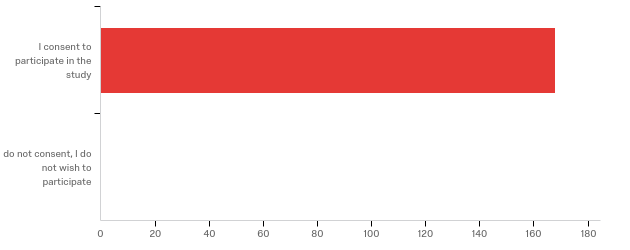 I consent to
participate in the
study
do not consent, I do
not wish to
participate
0 20 40 60 80 100 120 140 160 180